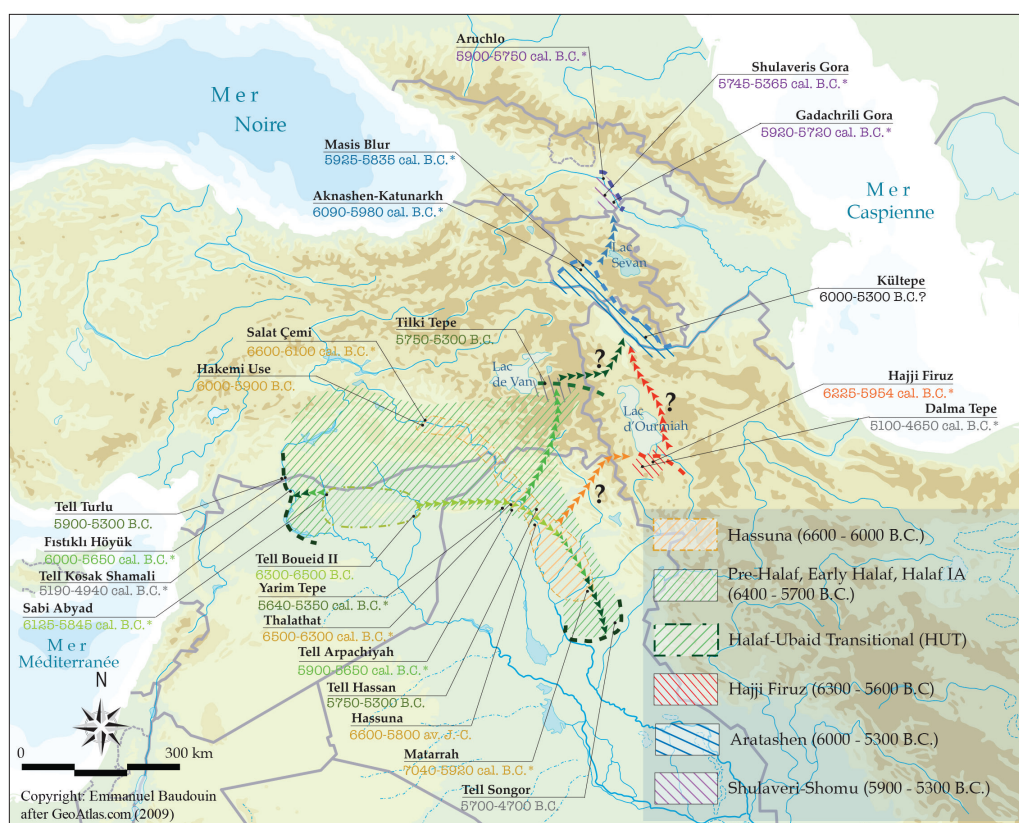 Aruchlo
5900-5750 cal. B.C.*
Shulaveris Gora
5745-5365 cal. B.C.*
Gadachrili Gora
5920-5720 cal. B.C.*
Mer
Noire
Masis Blur
5925-5835 cal. B.C.*
Aknashen-Katunarkh
6090-5980 cal. B.C.*
Mer
Caspienne
Lac
Sevan
Kültepe
6000-5300 B.C.?
Tilki Tepe
5750-5300 B.C.
Salat Çemi
6600-6100 cal. B.C.
Hakemi Use
6000-5900 B.C.
Lac
de Van
?
?
Lac
d'Ourmiah
Hajji Firuz
6225-5954 cal. B.C.*
Dalma Tepe
5100-4650 cal. B.C.*
?
Tell Turlu
5900-5300 B.C.
Fıstıklı Höyük
6000-5650 cal. B.C.*
Tell Kosak Shamali
5190-4940 cal. B.C.*
Sabi Abyad
6125-5845 cal. B.C.*
Mer
Méditerranée
Tell Boueid II
6300-6500 B.C.
Yarim Tepe
5640-5350 cal. B.C.*
Thalathat
6500-6300 cal. B.C.*
Tell Arpachiyah
5900-5650 cal. B.C.*
Tell Hassan
5750-5300 B.C.
Hassuna
6600-5800 av. J.-C.
Matarrah
7040-5920 cal. B.C.*
Tell Songor
5700-4700 B.C.
Hassuna (6600 - 6000 B.C.)
Pre-Halaf, Early Halaf, Halaf IA
(6400 - 5700 B.C.)
Halaf-Ubaid Transitional (HUT)
Hajji Firuz (6300 - 5600 B.C)
Aratashen (6000 - 5300 B.C.)
Shulaveri-Shomu (5900 - 5300 B.C.)
N
0 300 km
Copyright: Emmanuel Baudouin
after GeoAtlas.com (2009)